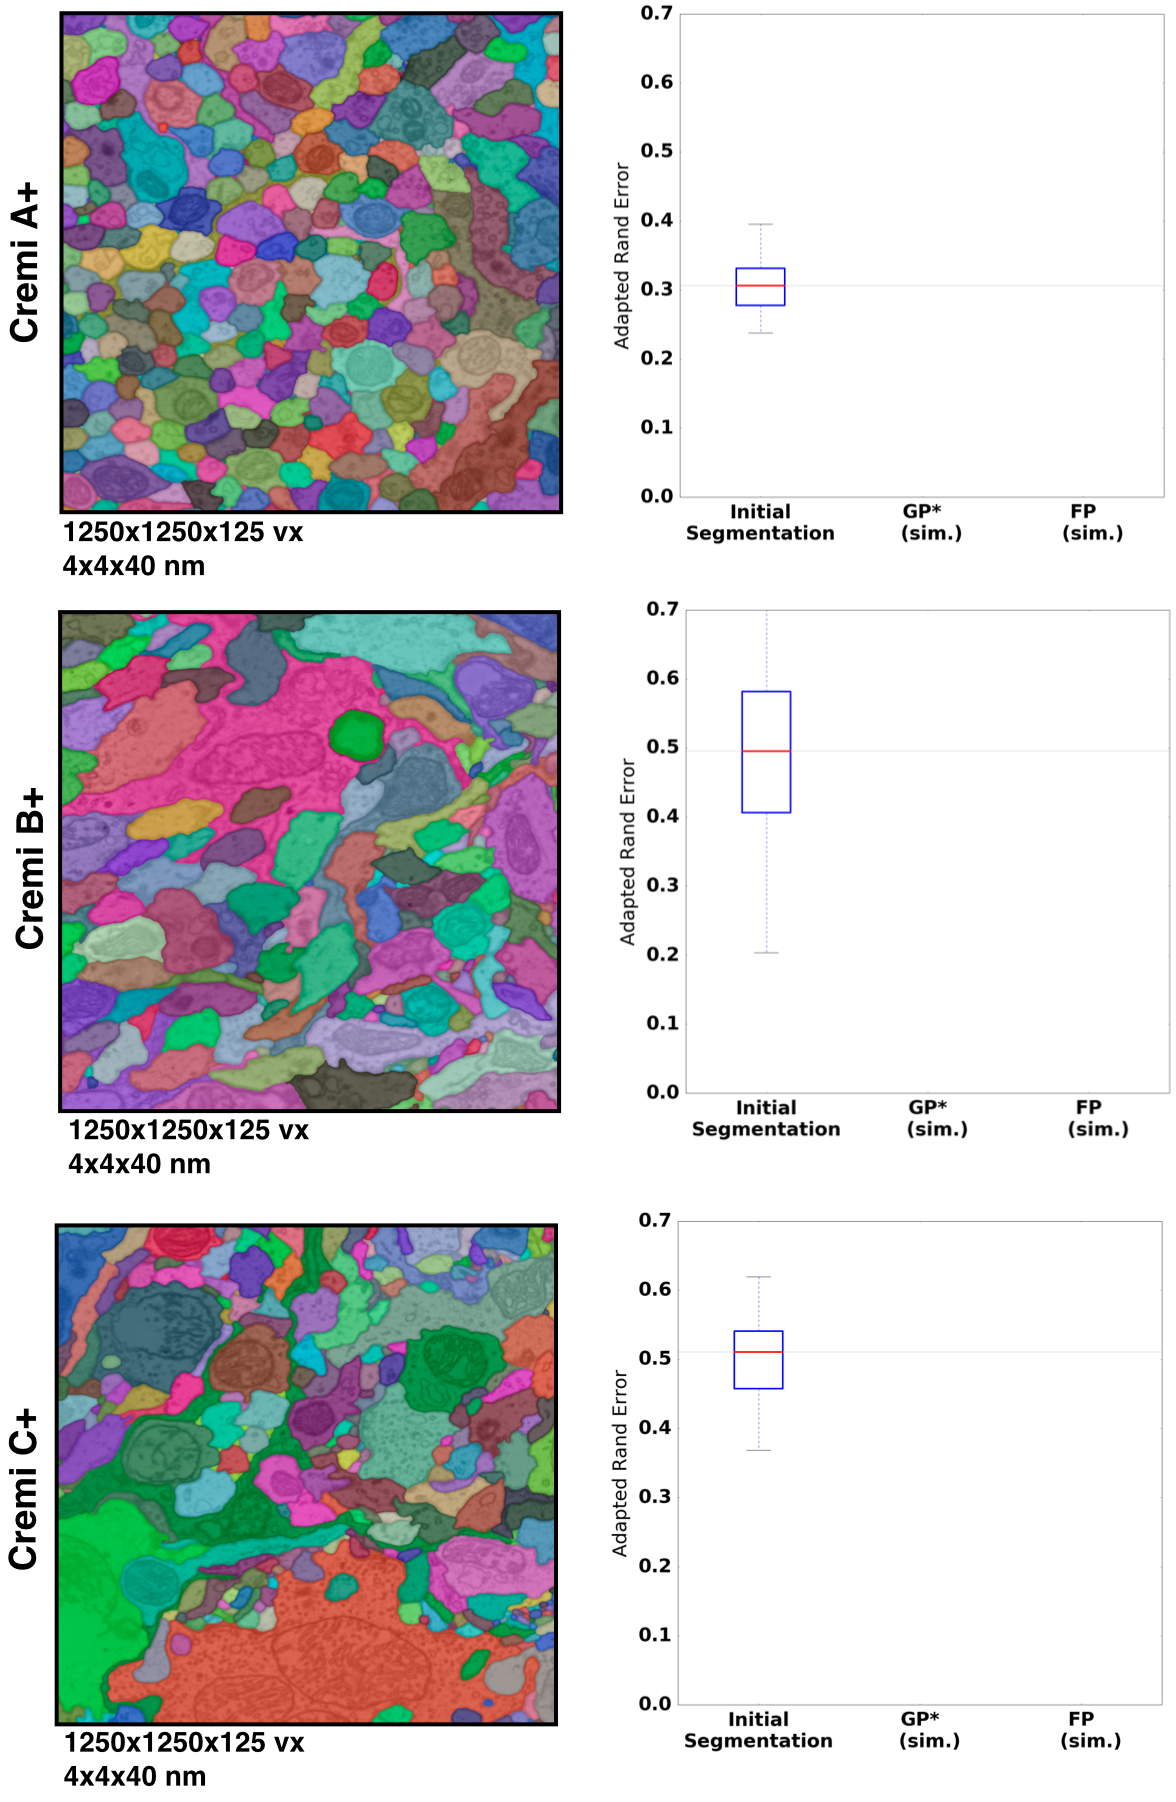 Cremi A+
1250x1250x125 vx
4x4x40 nm
Adapted Rand Error
0.7
0.6
0.5
0.4
0.3
0.2
0.1
0.0
Initial Segmentation
GP* (sim.)
FP (sim.)
Cremi B+
1250x1250x125 vx
4x4x40 nm
Adapted Rand Error
0.7
0.6
0.5
0.4
0.3
0.2
0.1
0.0
Initial Segmentation
GP* (sim.)
FP (sim.)
Cremi C+
1250x1250x125 vx
4x4x40 nm
Adapted Rand Error
0.7
0.6
0.5
0.4
0.3
0.2
0.1
0.0
Initial Segmentation
GP* (sim.)
FP (sim.)